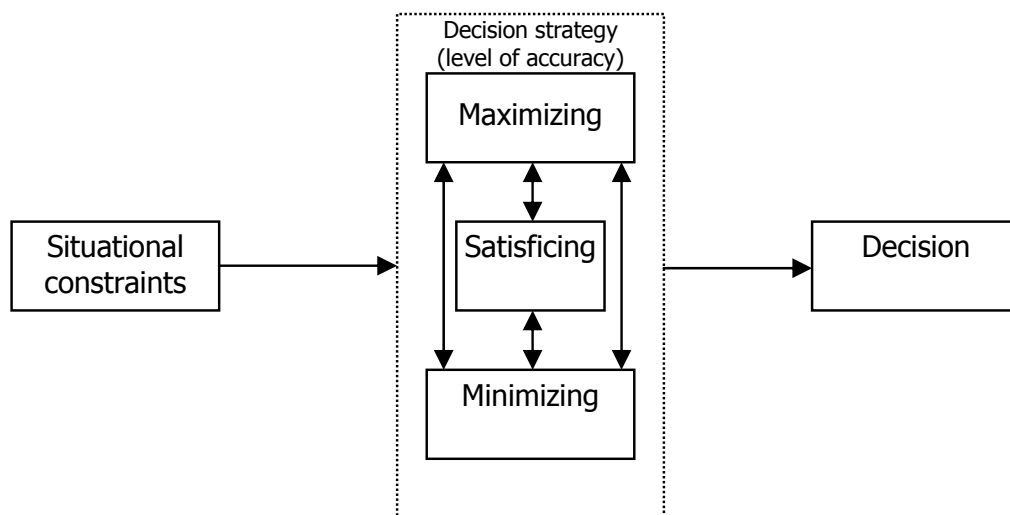 Decision strategy
(level of accuracy)
Maximizing
Situational
constraints
Satisficing
Decision
Minimizing